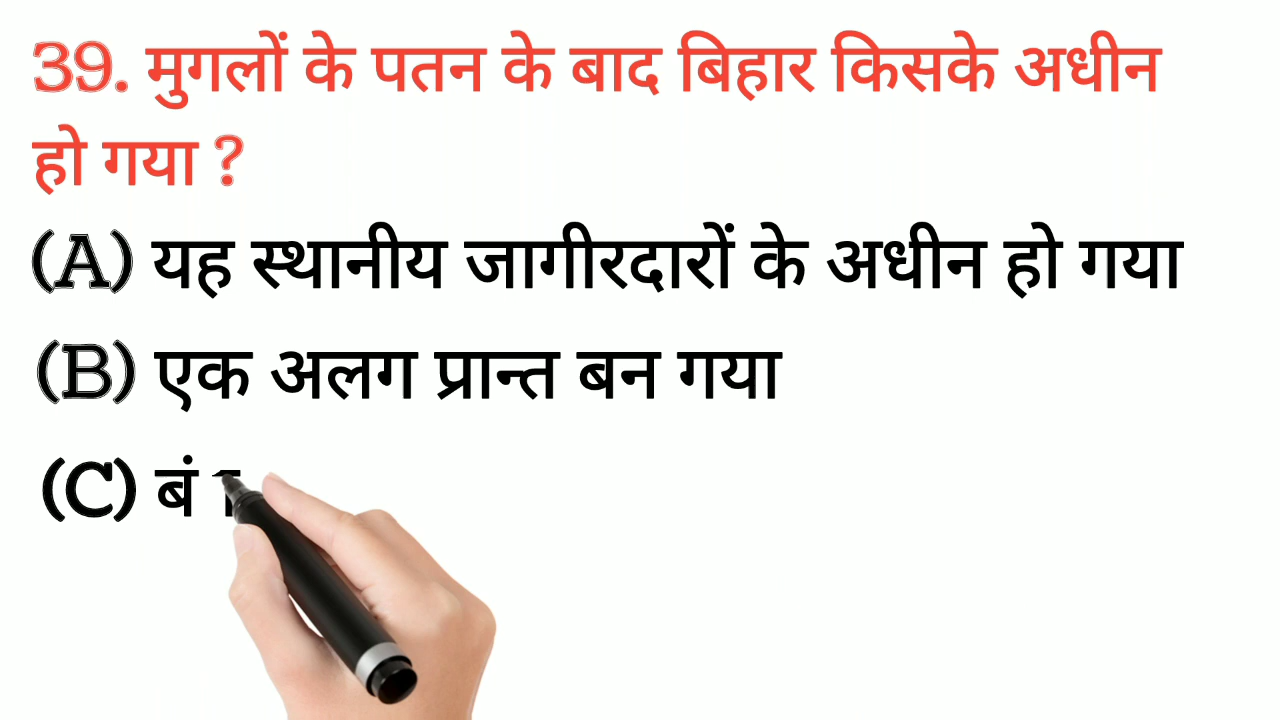 39. मुगलों के पतन के बाद बिहार किसके अधीन
हो गया ?
(A) यह स्थानीय जागीरदारों के अधीन हो गया
(B) एक अलग प्रान्त बन गया
(C)